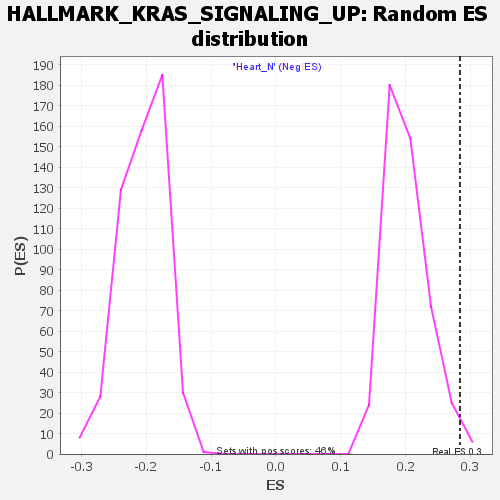 HALLMARK_KRAS_SIGNALING_UP: Random ES
distribution
'Heart_N' (Neg ES)
190
180
170
160
150
140
130
120
110
100
90
80
70
60
50
40
30
20
10
0
P(ES)
Sets with pos scores: 46%
Real ES 0.3
-0.3 -0.2 -0.1 0.0 0.1 0.2 0.3
ES